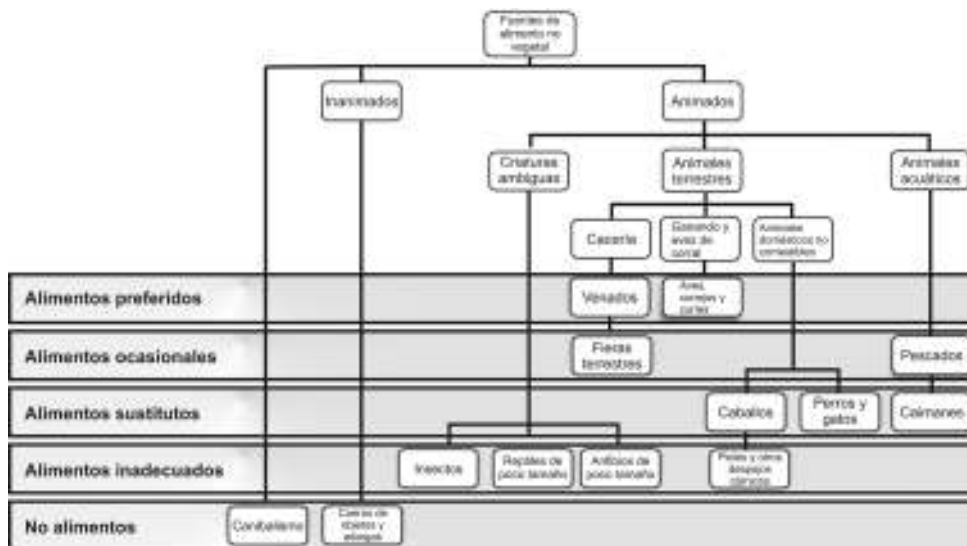 Fuentes de
alimento no
vegetal
Inanimados
Animados
Criaturas
ambiguas
Animales
terrestres
Animales
acuáticos
Cacería
Ganando y
aves de
corral
Animales
domésticos no
comestibles
Alimentos preferidos
Venados
Aves,
conejos y
Alimentos ocasionales
Fieras
terrestres
Pescados
Alimentos sustitutos
Caballos
Perros y
gatos
Caimanes
Alimentos inadecuados
Insectos
Reptiles de
poco tamaño
Anfibios de
poco tamaño
Pieles y otros
despojos
cárnicos
No alimentos
Canibalismo
Cueros de
objetos y